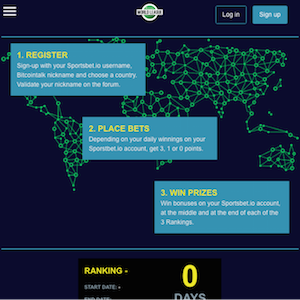 WORLD LEAGUE
Log in
Sign up
1. REGISTER
Sign-up with your Sportsbet.io username,
Bitcointalk nickname and choose a country.
Validate your nickname on the forum.
2. PLACE BETS
Depending on your daily winnings on your
Sporstbet.io account, get 3, 1 or 0 points.
3. WIN PRIZES
Win bonuses on your Sportsbet.io account,
at the middle and at the end of each of the
3 Rankings.
RANKING -
0
START DATE: -
DAYS
END DATE: